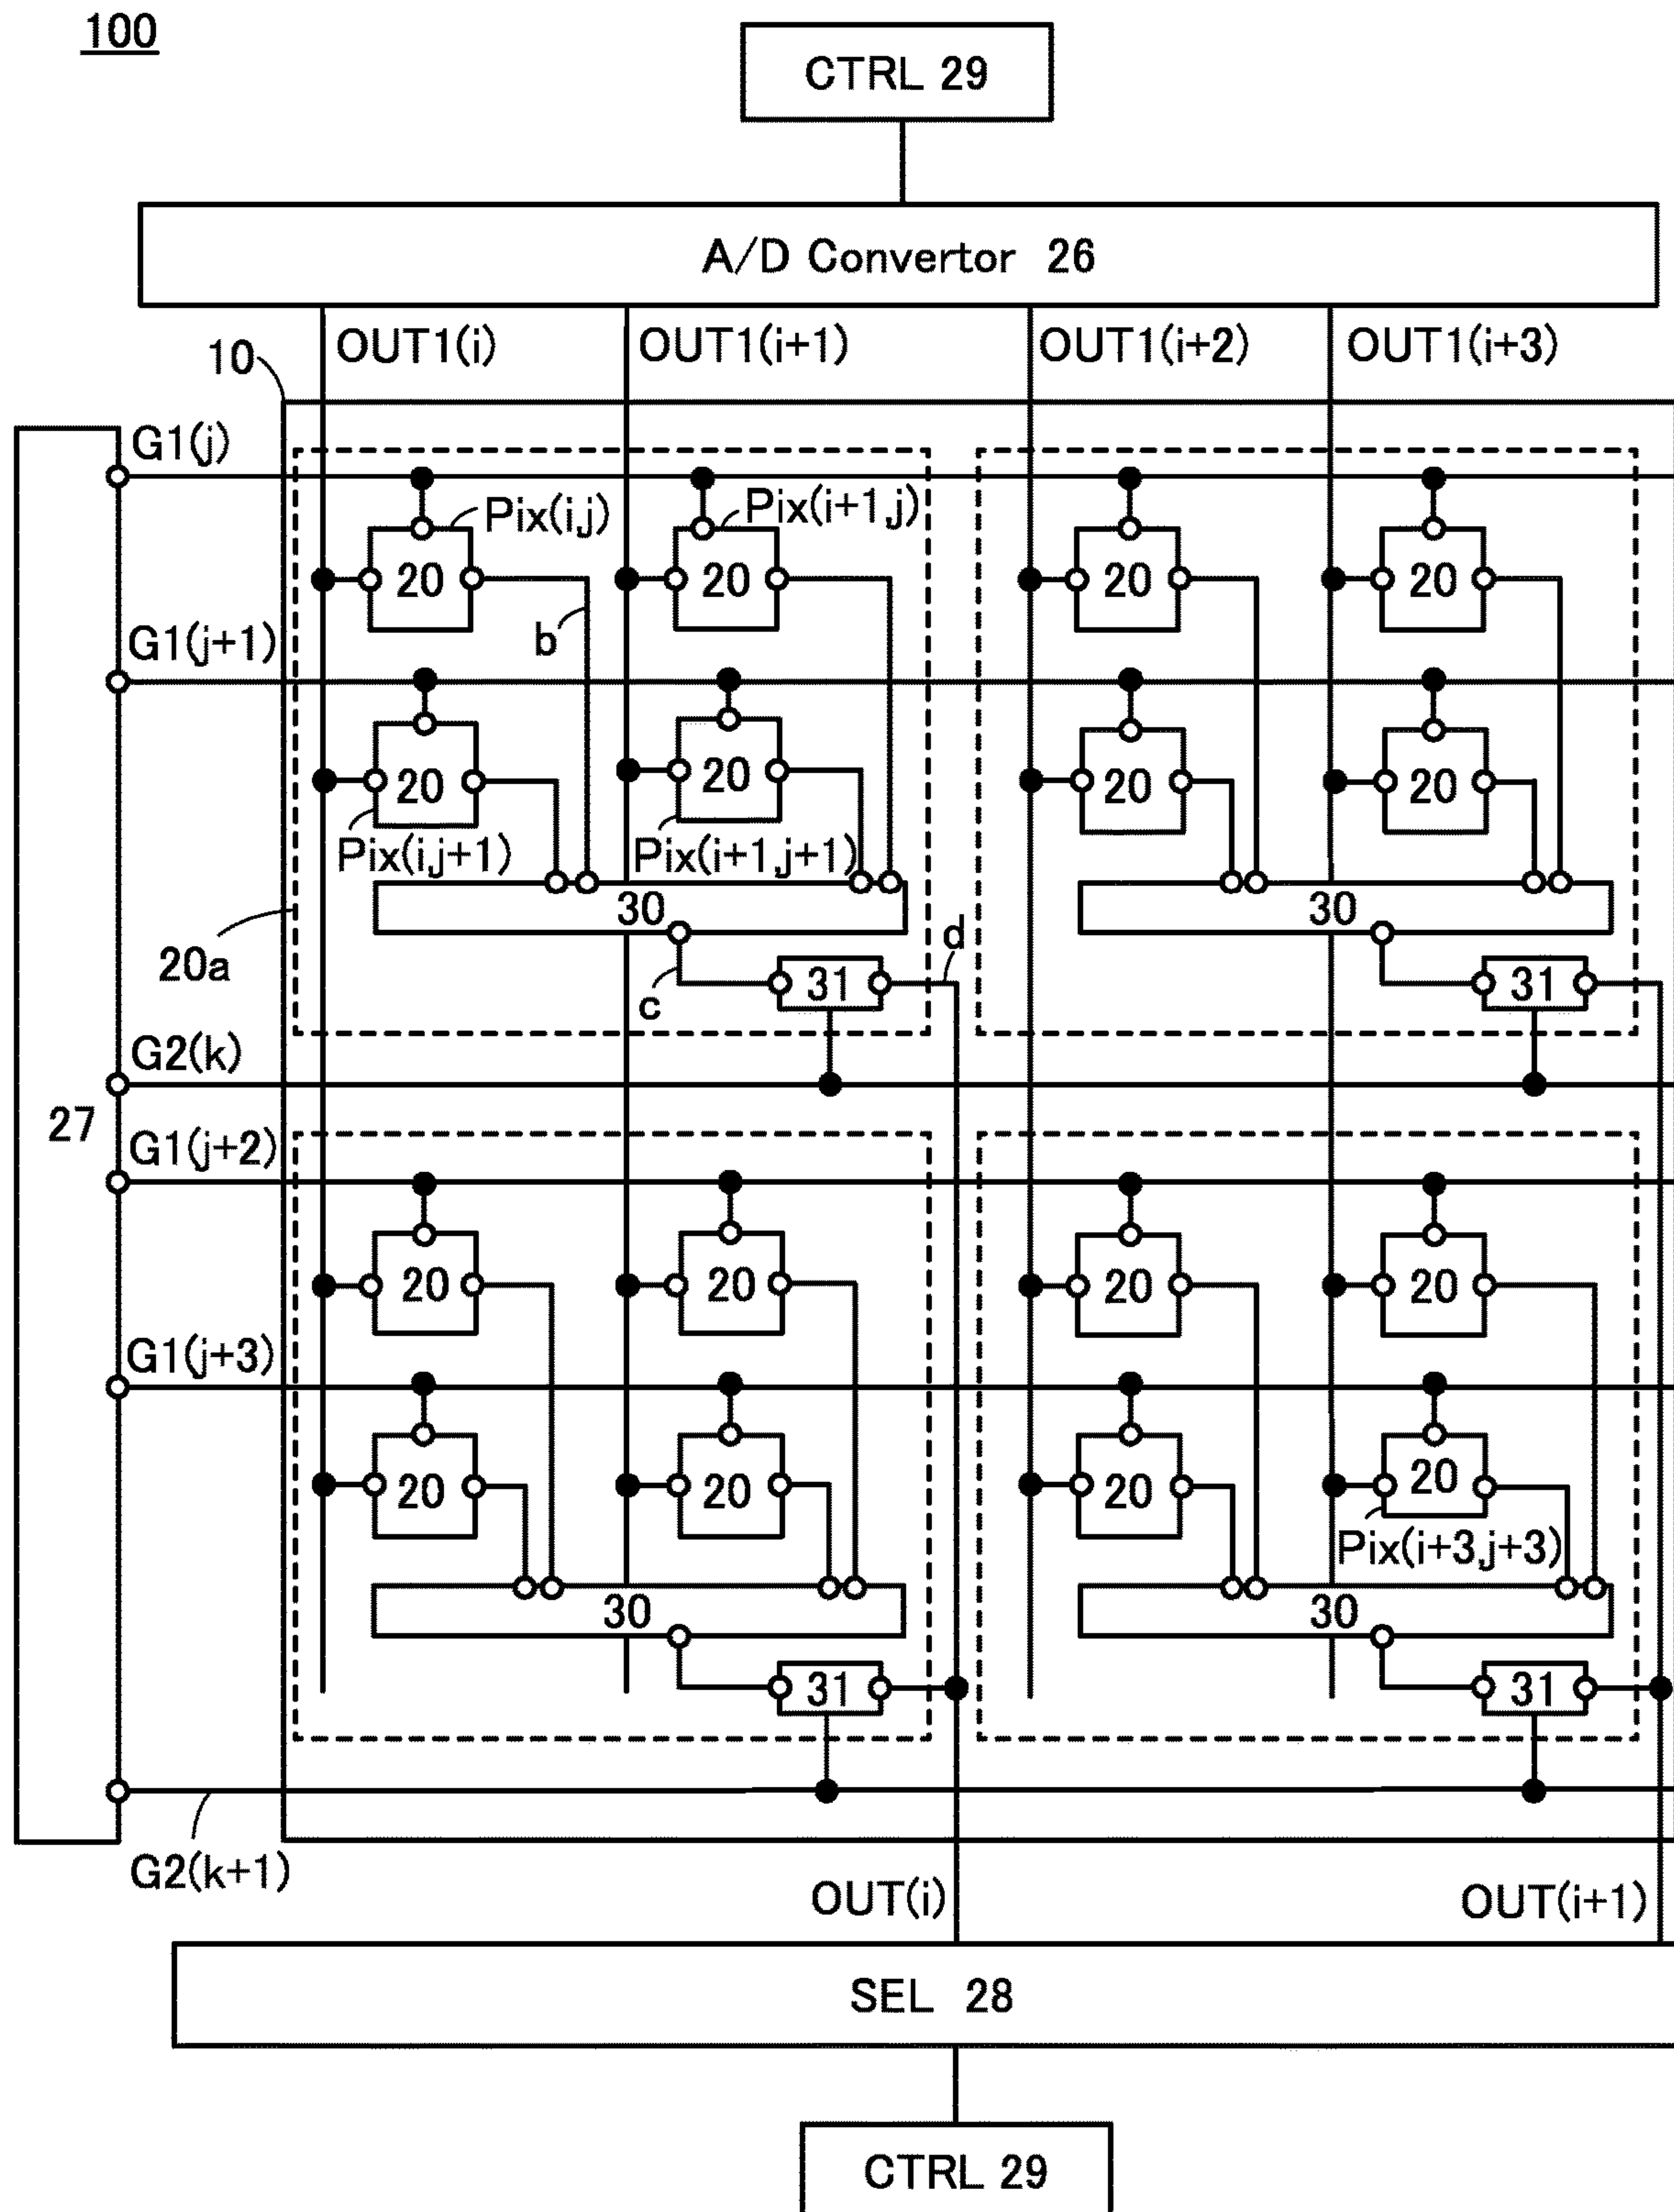 100
CTRL 29
A/D Convertor 26
OUT1(i) OUT1(i+1) OUT1(i+2) OUT1(i+3)
10
G1(j)
Pix(i,j) Pix(i+1,j)
20 20 20 20
b
G1(j+1)
20 20 20 20
Pix(i,j+1) Pix(i+1,j+1)
30 30
20a
d
c
31 31
G2(k)
27
G1(j+2)
20 20 20 20
G1(j+3)
20 20 20 20
Pix(i+3,j+3)
30 30
31 31
G2(k+1)
OUT(i) OUT(i+1)
SEL 28
CTRL 29